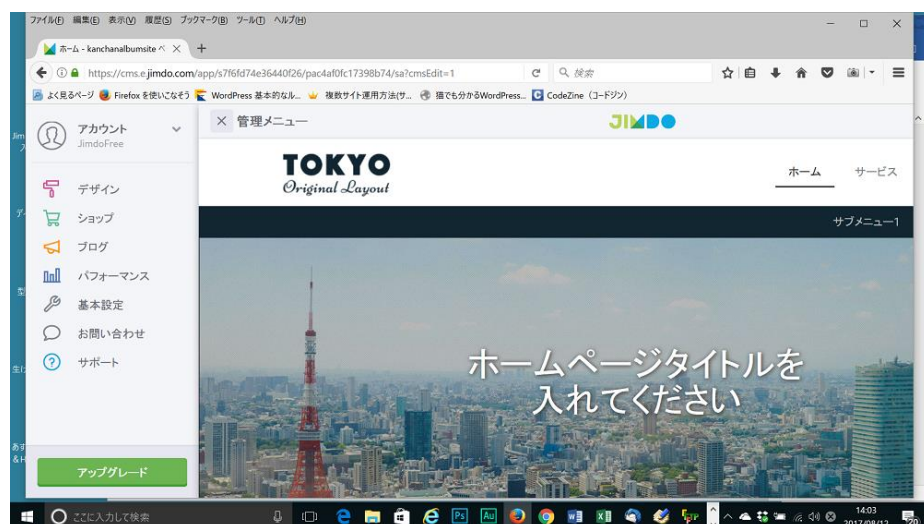 ファイル(F) 編集(E) 表示(V) 履歴(S) ブックマーク(B) ツール(T) ヘルプ(H)
ホーム - kanchanalbumsite ペ
https://cms.e.jimdo.com/app/s7f6fd74e36440f26/pac4af0fc17398b74/sa?cmsEdit=1
検索
よく見るページ Firefox を使いこなそう WordPress 基本的なル... 複数サイト運用方法(サ... 猫でも分かるWordPress... CodeZine（コードジン）
アカウント
JimdoFree
× 管理メニュー
JIMDO
TOKYO
Original Layout
ホーム サービス
サブメニュー1
デザイン
ショップ
ブログ
パフォーマンス
基本設定
お問い合わせ
サポート
アップグレード
ホームページタイトルを
入れてください
ここに入力して検索
14:03
2017/08/12